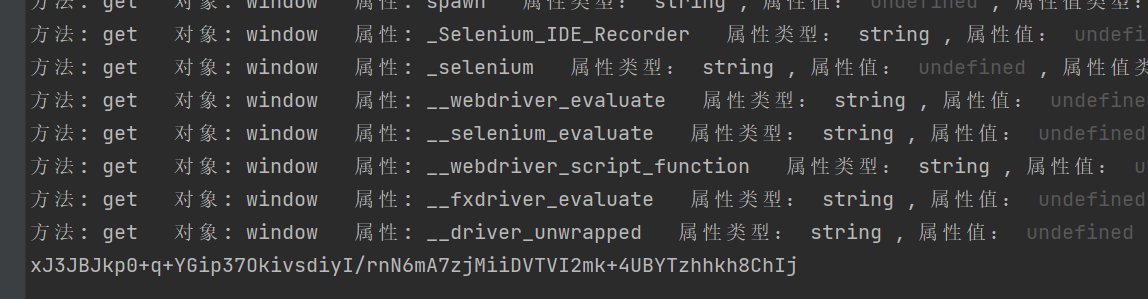 方法: get   对象: window   属性: spawn   属性类型:  string , 属性值:  undefined , 属性值类型:
方法: get   对象: window   属性: _Selenium_IDE_Recorder   属性类型:  string , 属性值:  undefi
方法: get   对象: window   属性: _selenium   属性类型:  string , 属性值:  undefined , 属性值类
方法: get   对象: window   属性: __webdriver_evaluate   属性类型:  string , 属性值:  undefine
方法: get   对象: window   属性: __selenium_evaluate   属性类型:  string , 属性值:  undefined
方法: get   对象: window   属性: __webdriver_script_function   属性类型:  string , 属性值:  u
方法: get   对象: window   属性: __fxdriver_evaluate   属性类型:  string , 属性值:  undefined
方法: get   对象: window   属性: __driver_unwrapped   属性类型:  string , 属性值:  undefined
xJ3JBJkp0+q+YGip37OkivsdiyI/rnN6mA7zjMiiDVTVI2mk+4UBYTzhhkh8ChIj